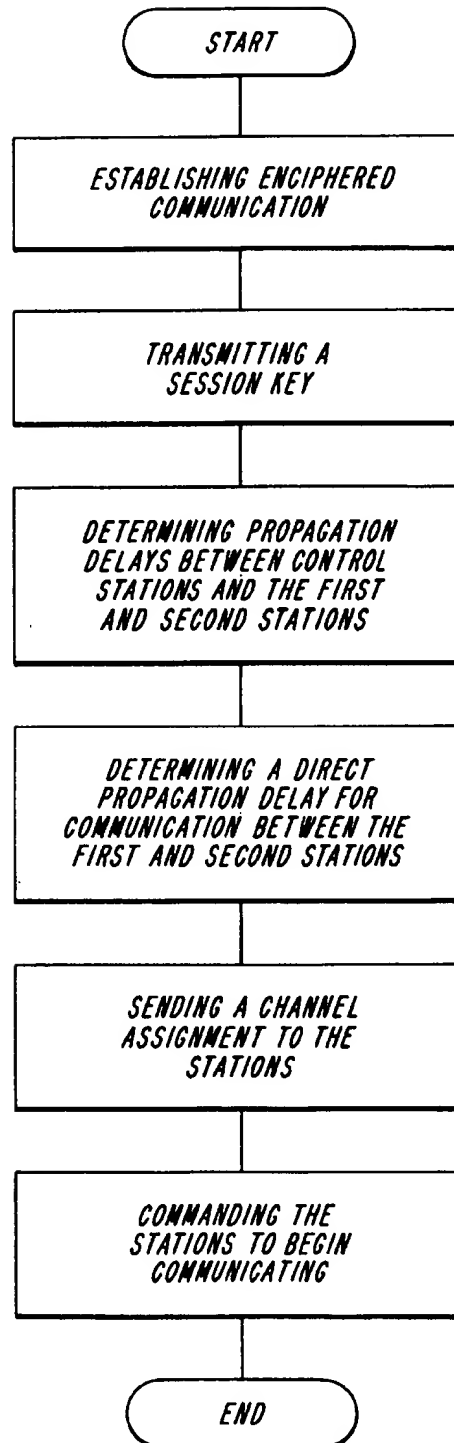 START
ESTABLISHING ENCIPHERED
COMMUNICATION
TRANSMITTING A
SESSION KEY
DETERMINING PROPAGATION
DELAYS BETWEEN CONTROL
STATIONS AND THE FIRST
AND SECOND STATIONS
DETERMINING A DIRECT
PROPAGATION DELAY FOR
COMMUNICATION BETWEEN THE
FIRST AND SECOND STATIONS
SENDING A CHANNEL
ASSIGNMENT TO THE
STATIONS
COMMANDING THE
STATIONS TO BEGIN
COMMUNICATING
END